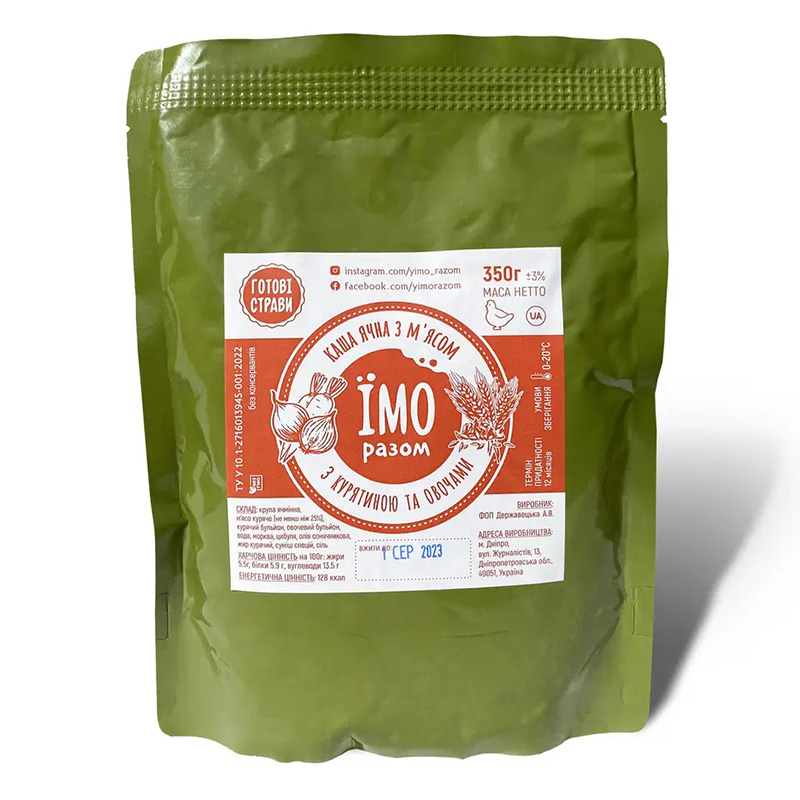 ГОТОВІ
СТРАВИ
instagram.com/yimo_razom
facebook.com/yimorazom
350г ±3%
МАСА НЕТТО
UA
КАША ЯЧНА З М'ЯСОМ
ЇМО
разом
З КУРЯТИНОЮ ТА ОВОЧАМИ
ТУ У 10.1-2716013945-001:2022
без консервантів
УМОВИ
ЗБЕРІГАННЯ
0-20°С
ТЕРМІН
ПРИДАТНОСТІ
12 місяців
СКЛАД: крупа ячмінна,
м'ясо куряче (не менш ніж 25%),
курячий бульйон, овочевий бульйон,
вода, морква, цибуля, олія соняшникова,
жир курячий, суміш спецій, сіль
ХАРЧОВА ЦІННІСТЬ на 100г: жири
5.5г, білки 5.9 г, вуглеводи 13.5 г
ЕНЕРГЕТИЧНА ЦІННІСТЬ: 128 ккал
ВЖИТИ ДО:
1 СЕР 2023
ВИРОБНИК:
ФОП Державецька А.В.
АДРЕСА ВИРОБНИЦТВА:
м. Дніпро,
вул. Журналістів, 13,
Дніпропетровська обл.,
49051, Україна